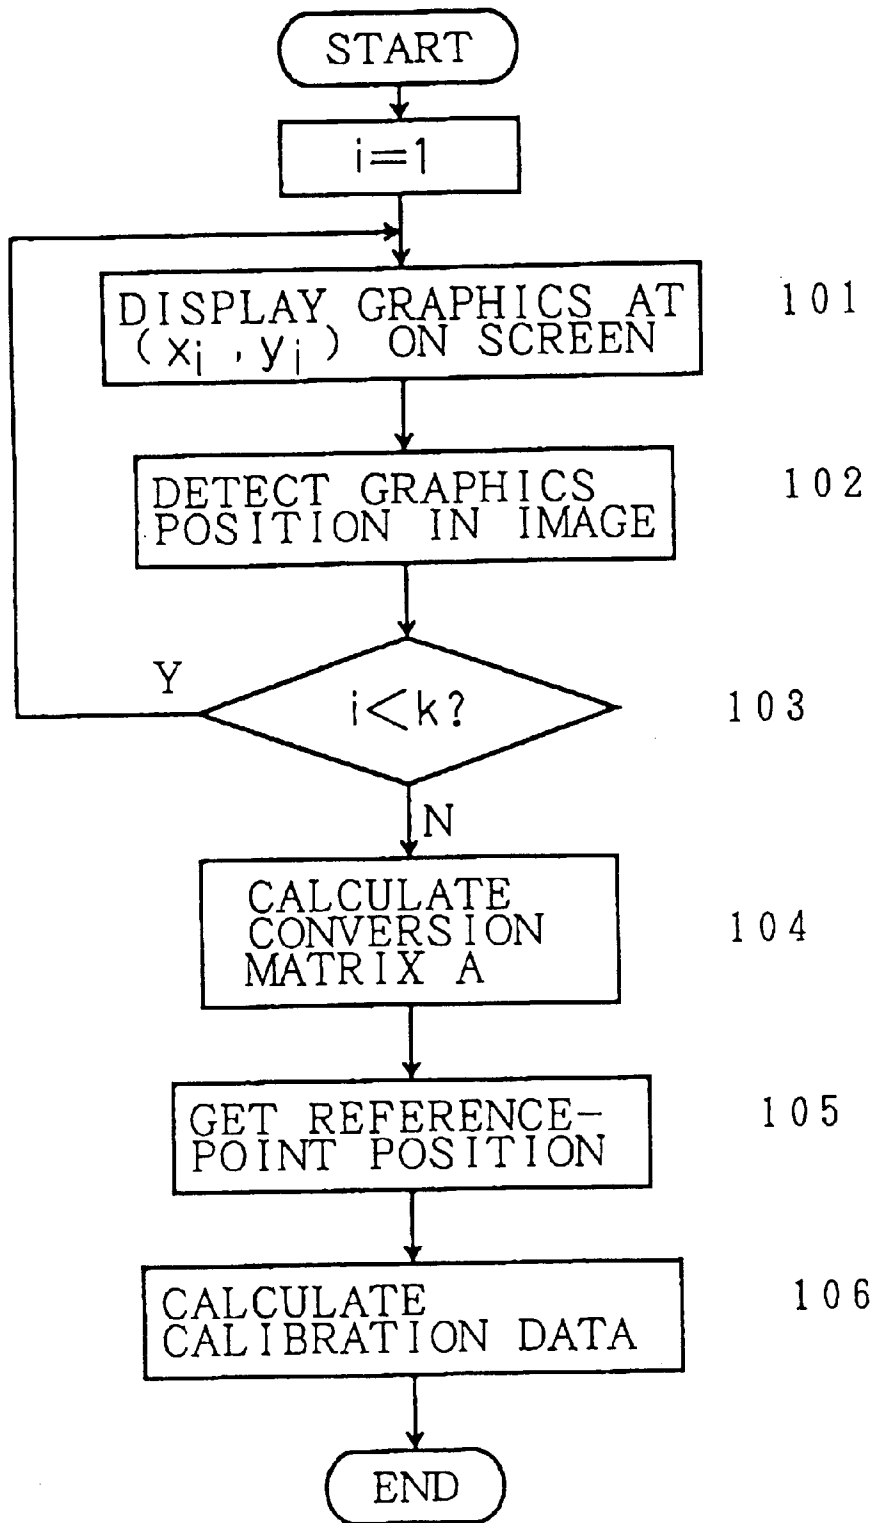 START
i=1
DISPLAY GRAPHICS AT
(xi ,yi) ON SCREEN
101
DETECT GRAPHICS
POSITION IN IMAGE
102
Y
i<k?
103
N
CALCULATE
CONVERSION
MATRIX A
104
GET REFERENCE-
POINT POSITION
105
CALCULATE
CALIBRATION DATA
106
END